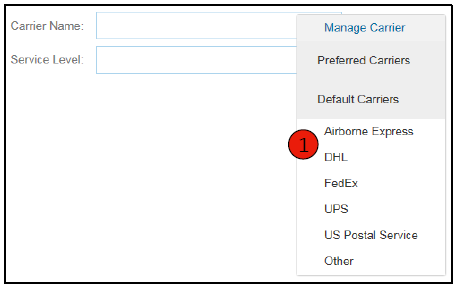 Carrier Name:
Manage Carrier
Service Level:
Preferred Carriers
Default Carriers
Airborne Express
1
DHL
FedEx
UPS
US Postal Service
Other